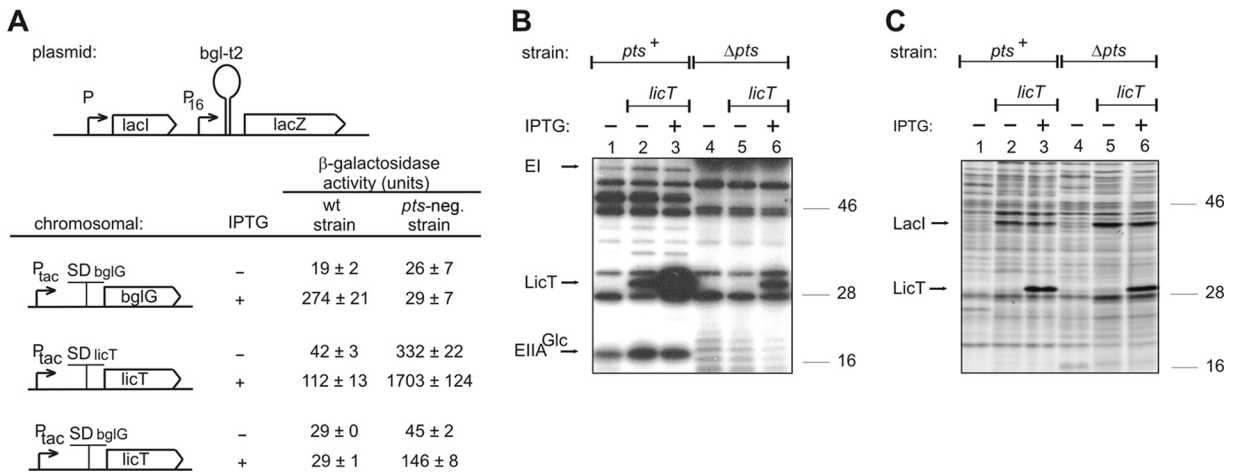 A
plasmid:
bgl-t2
P
P16
lacI
lacZ
β-galactosidase
activity (units)
wt
strain
pts-neg.
strain
chromosomal:
IPTG
Ptac SD bglG
bglG
– 19 ± 2 26 ± 7
+ 274 ± 21 29 ± 7
Ptac SD licT
licT
– 42 ± 3 332 ± 22
+ 112 ± 13 1703 ± 124
Ptac SD bglG
licT
– 29 ± 0 45 ± 2
+ 29 ± 1 146 ± 8
B
strain: pts+ Δpts
licT licT
IPTG: – – + – – +
1 2 3 4 5 6
EI
46
LicT
28
EIIAGlc
16
C
strain: pts+ Δpts
licT licT
IPTG: – – + – – +
1 2 3 4 5 6
46
LacI
LicT
28
16